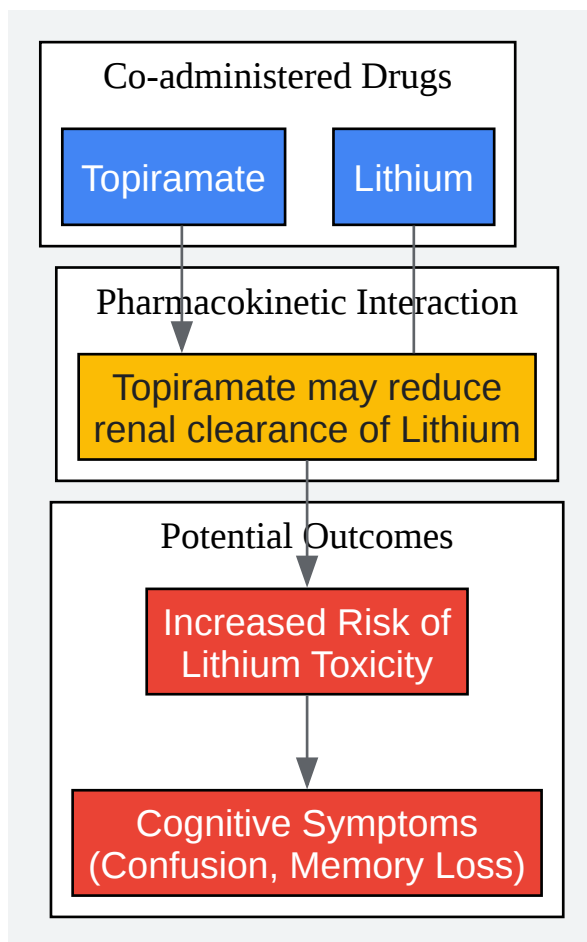 Co-administered Drugs
Topiramate
Lithium
Pharmacokinetic Interaction
Topiramate may reduce
renal clearance of Lithium
Potential Outcomes
Increased Risk of
Lithium Toxicity
Cognitive Symptoms
(Confusion, Memory Loss)